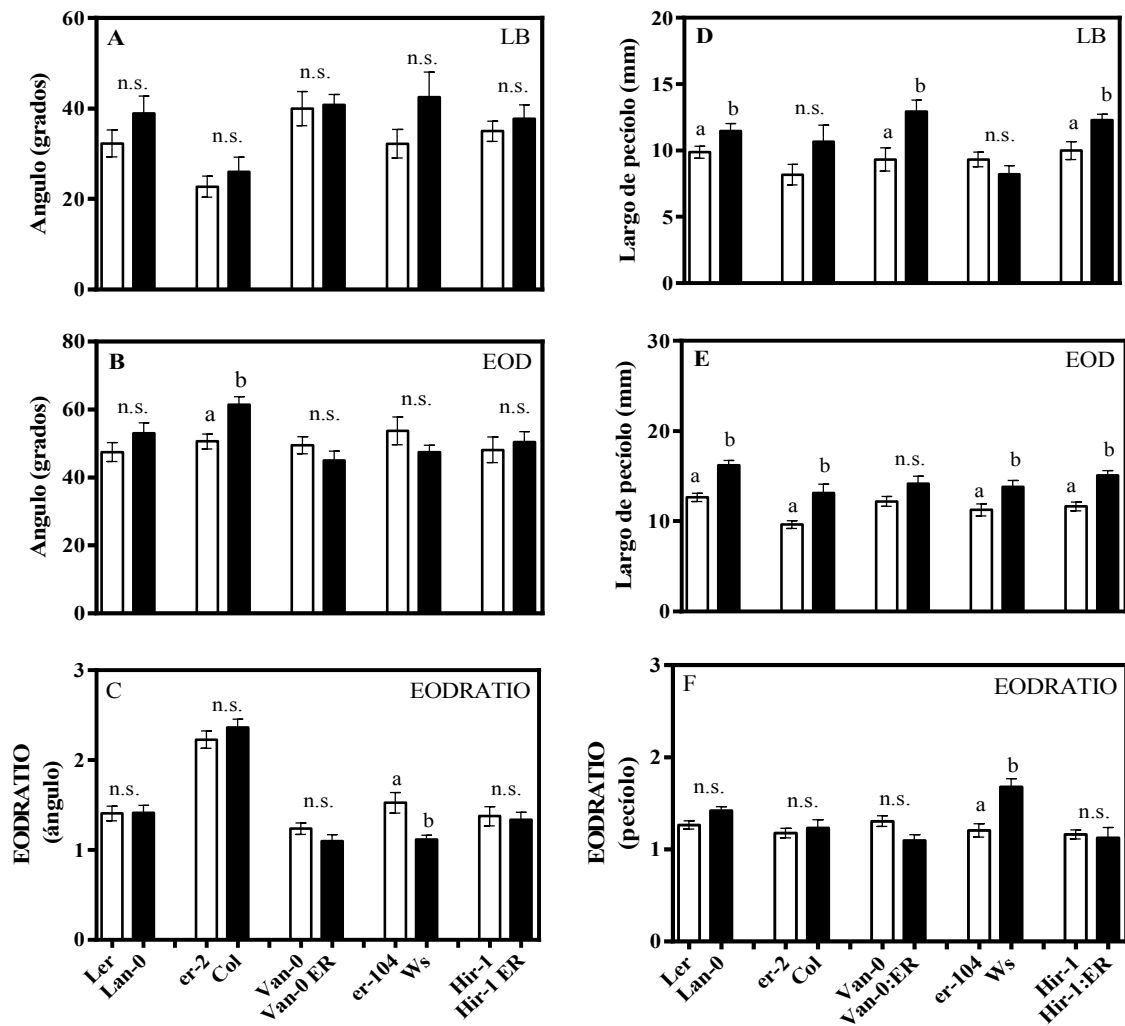 A
LB
Angulo (grados)
60
40
20
0
n.s.
n.s.
n.s.
n.s.
n.s.
D
LB
Largo de pecíolo (mm)
20
15
10
5
0
a
b
n.s.
a
b
n.s.
a
b
B
EOD
Angulo (grados)
80
60
40
20
0
n.s.
a
b
n.s.
n.s.
n.s.
E
EOD
Largo de pecíolo (mm)
30
20
10
0
a
b
a
b
n.s.
a
b
a
b
C
EODRATIO
EODRATIO
(ángulo)
3
2
1
0
n.s.
n.s.
n.s.
a
b
n.s.
Ler
Lan-0
er-2
Col
Van-0
Van-0 ER
er-104
Ws
Hir-1
Hir-1 ER
F
EODRATIO
EODRATIO
(pecíolo)
3
2
1
0
n.s.
n.s.
n.s.
a
b
n.s.
Ler
Lan-0
er-2
Col
Van-0
Van-0:ER
er-104
Ws
Hir-1
Hir-1:ER